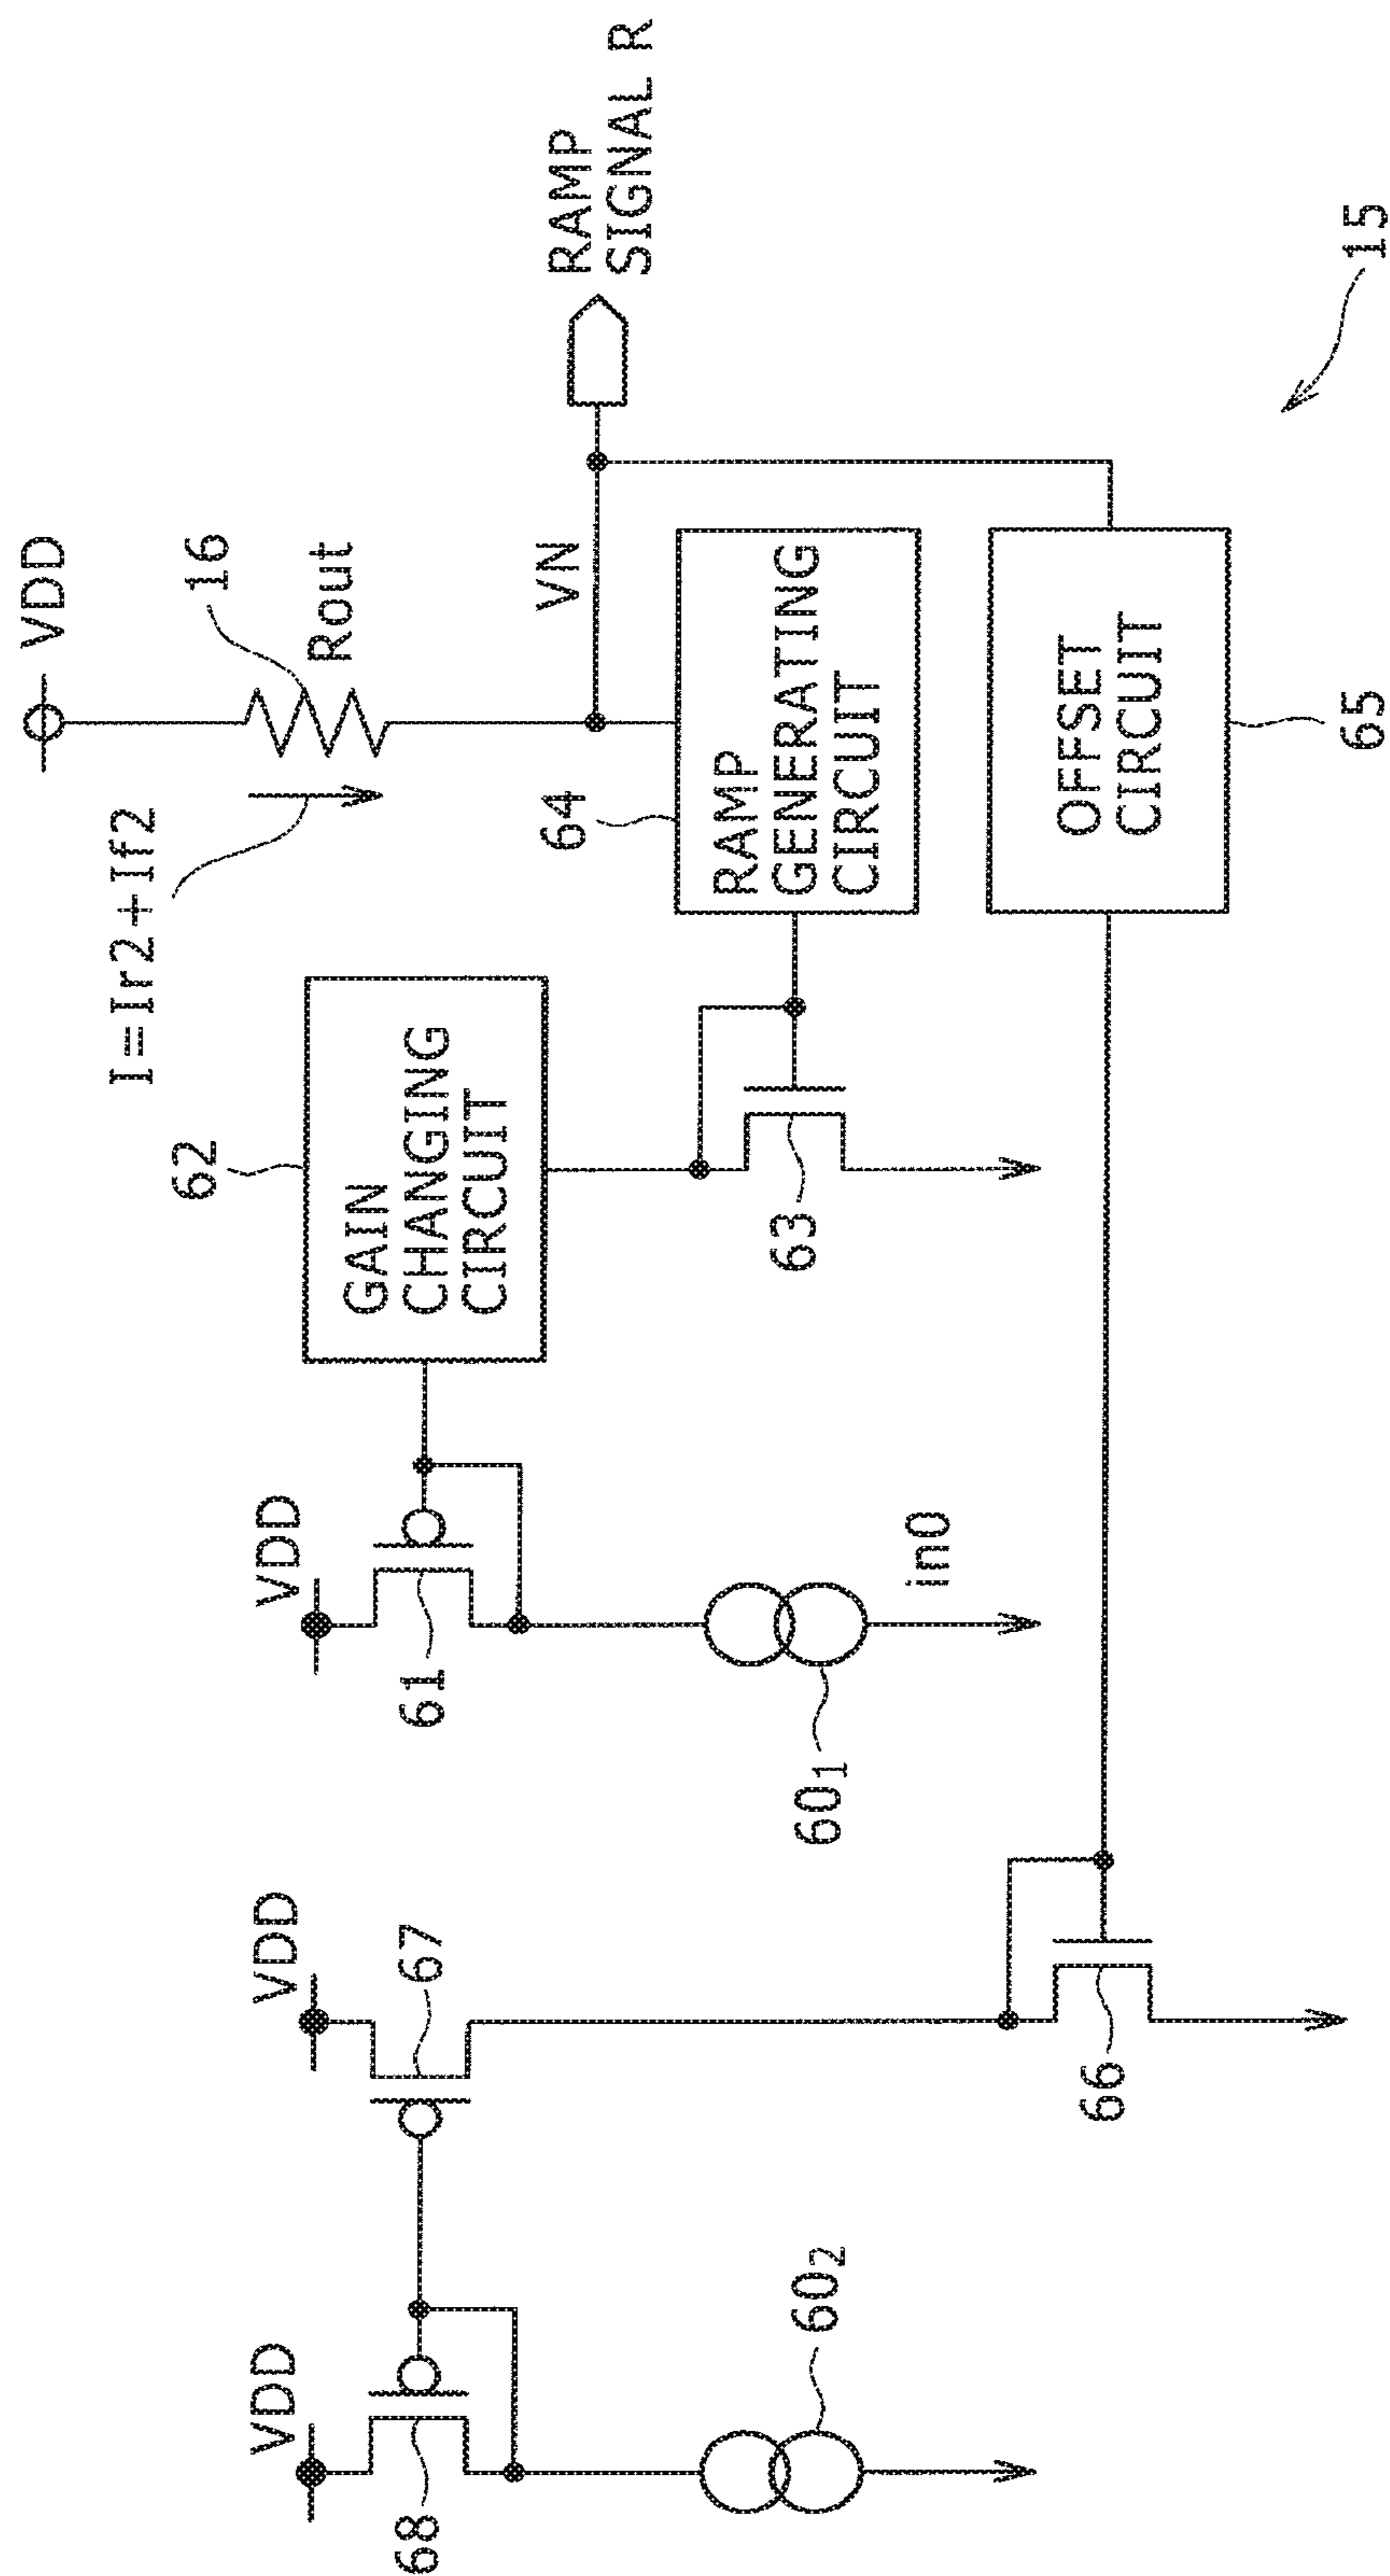 VDD
16
Rout
I=Ir2+If2
VN
RAMP
SIGNAL R
62
GAIN
CHANGING
CIRCUIT
64
RAMP
GENERATING
CIRCUIT
63
OFFSET
CIRCUIT
65
15
VDD
61
60₁
in0
VDD
67
66
VDD
68
60₂